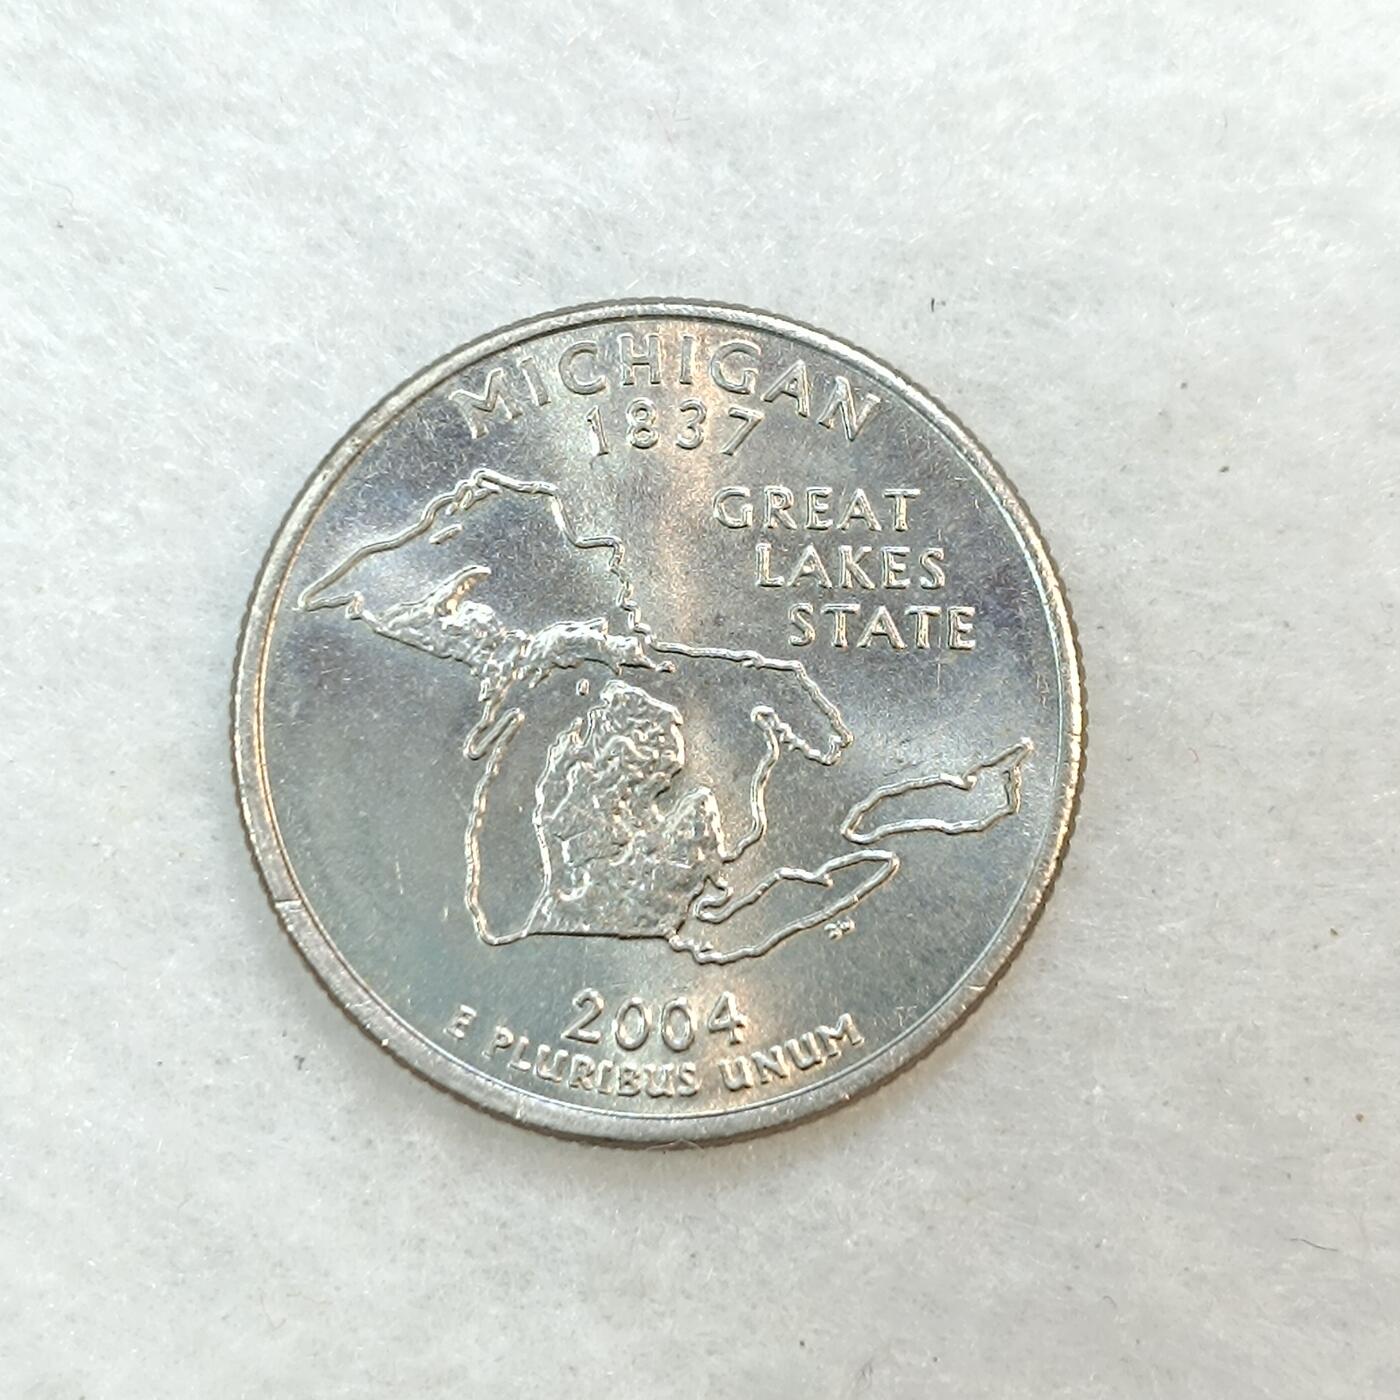 MICHIGAN
1837
GREAT
LAKES
STATE
2004
E PLURIBUS UNUM